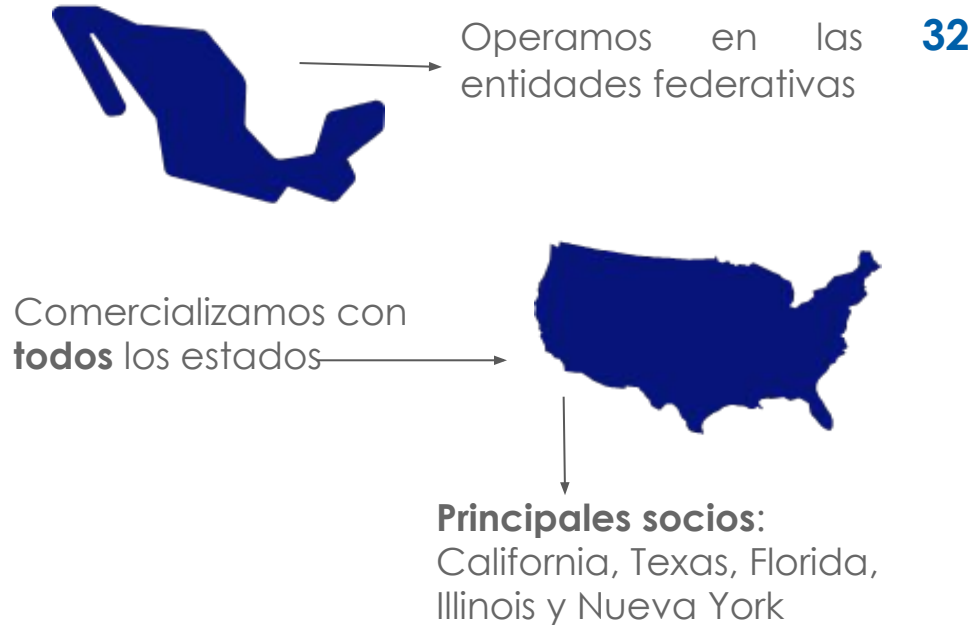 Operamos en las 32
entidades federativas
Comercializamos con
todos los estados
Principales socios:
California, Texas, Florida,
Illinois y Nueva York